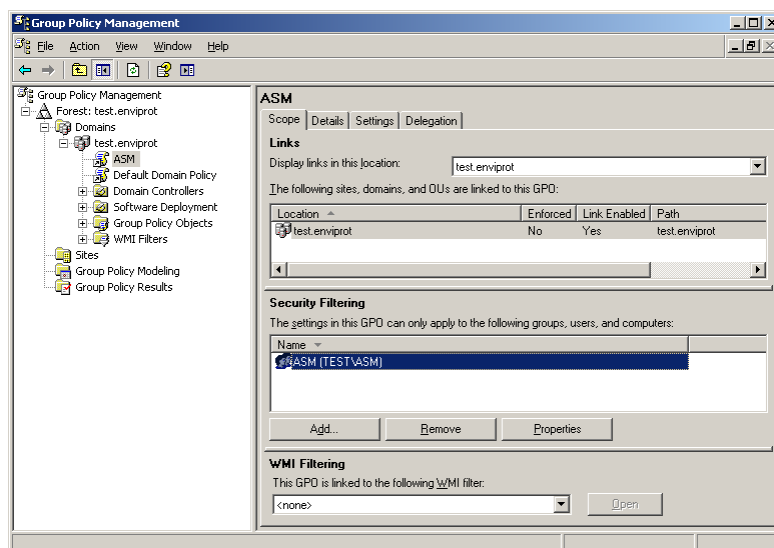 Group Policy Management
File Action View Window Help
Group Policy Management
Forest: test.enviprot
Domains
test.enviprot
ASM
Default Domain Policy
Domain Controllers
Software Deployment
Group Policy Objects
WMI Filters
Sites
Group Policy Modeling
Group Policy Results
ASM
Scope Details Settings Delegation
Links
Display links in this location: test.enviprot
The following sites, domains, and OUs are linked to this GPO:
Location Enforced Link Enabled Path
test.enviprot No Yes test.enviprot
Security Filtering
The settings in this GPO can only apply to the following groups, users, and computers:
Name
ASM (TEST\ASM)
Add... Remove Properties
WMI Filtering
This GPO is linked to the following WMI filter:
<none> Open